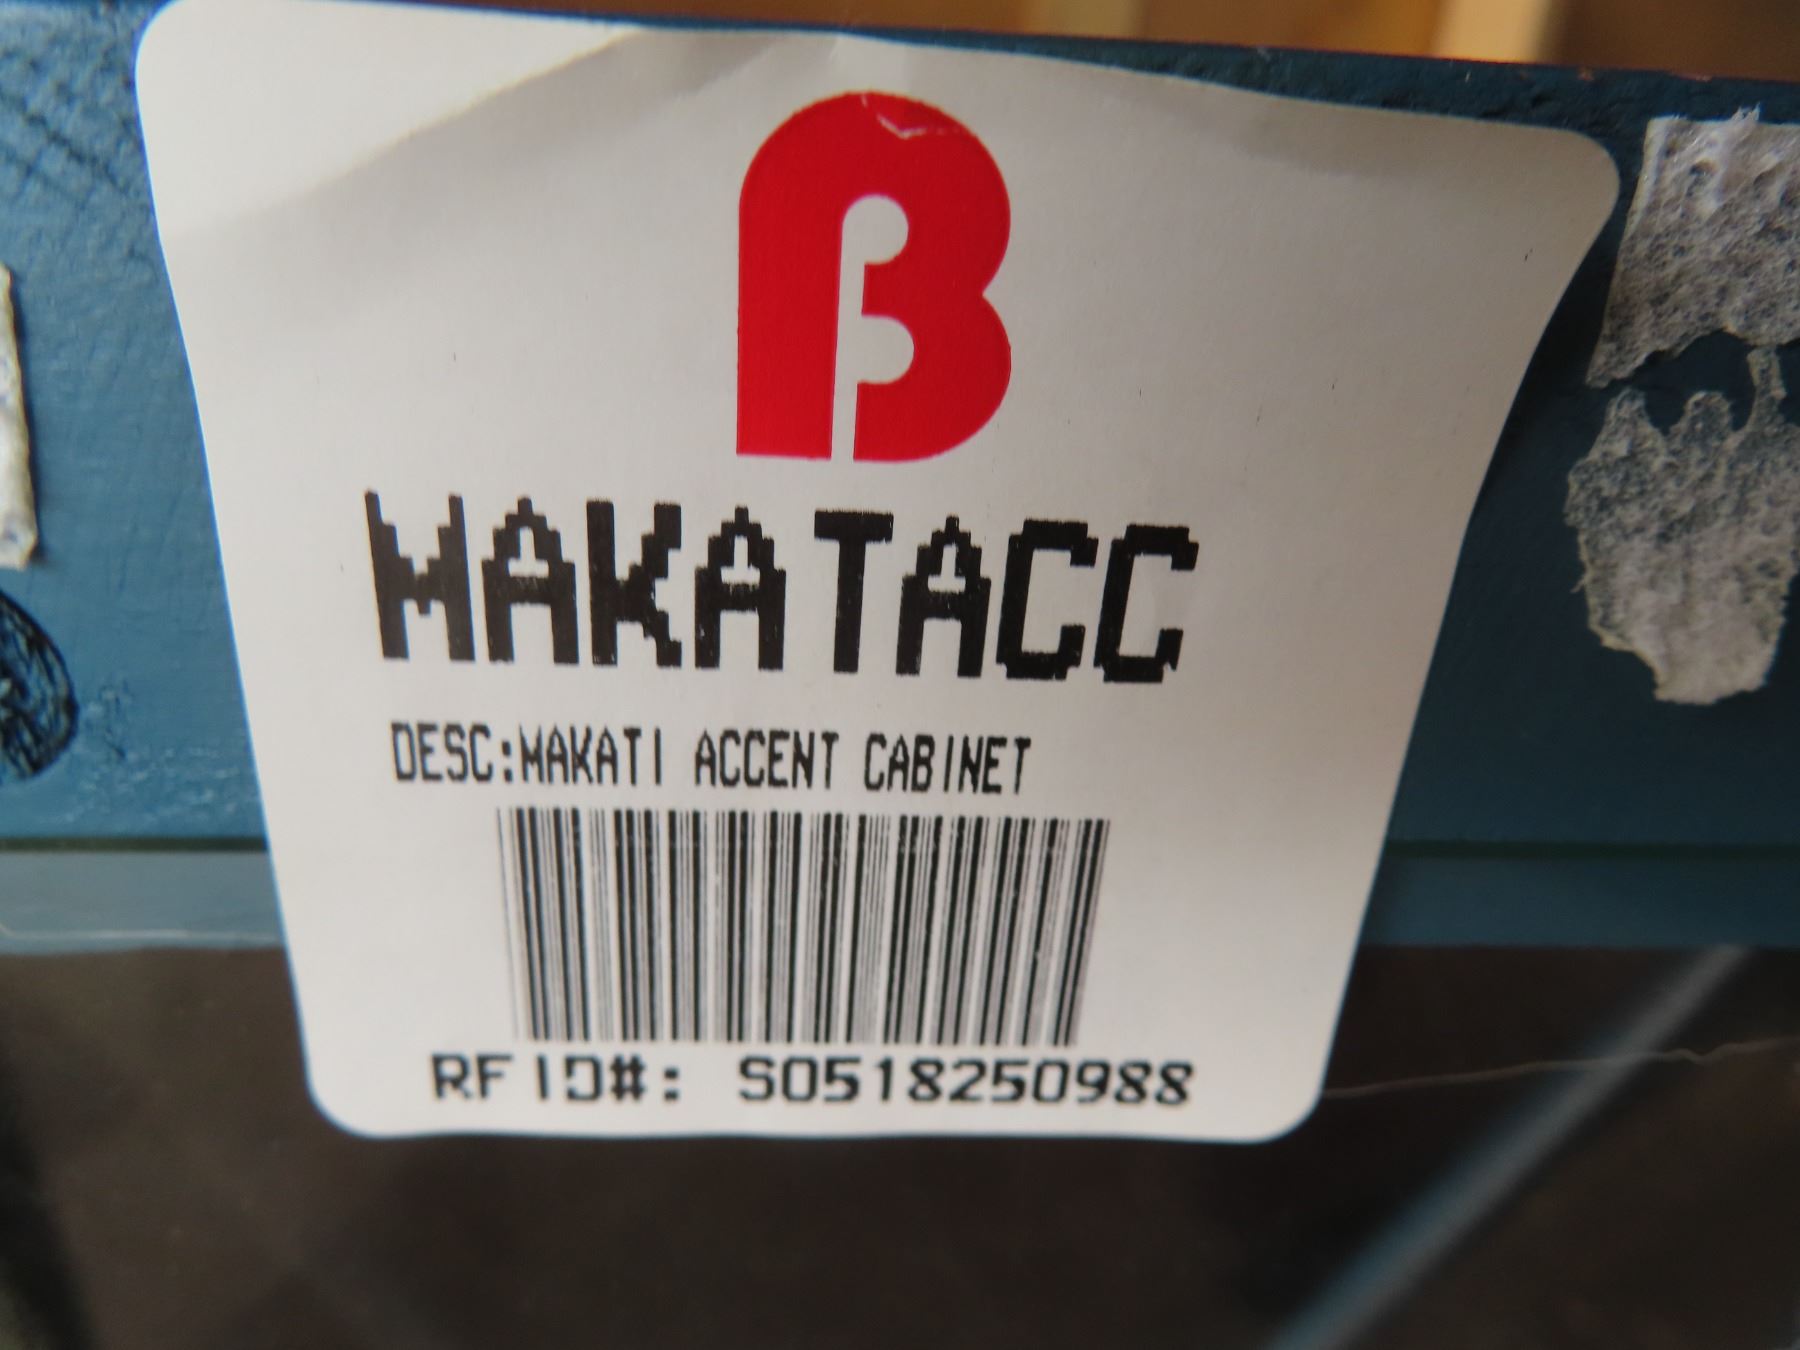 B
MAKATACC
DESC:MAKATI ACCENT CABINET
RFID#: S0518250988